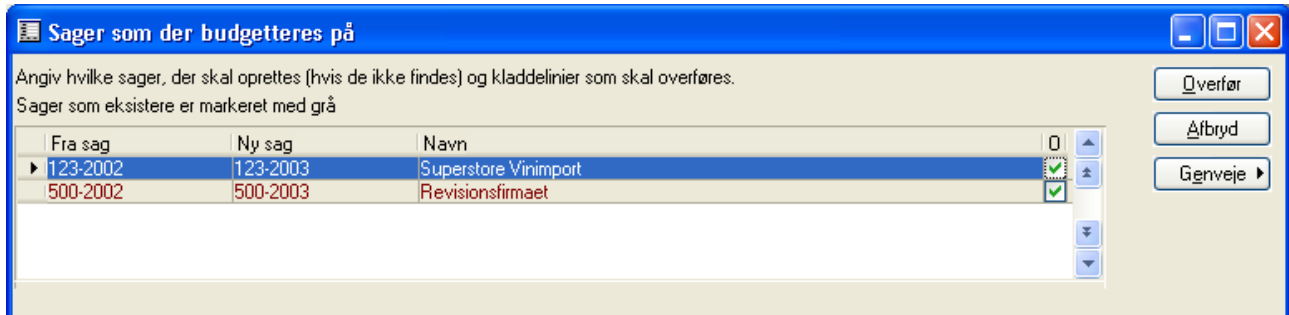 Sager som der budgetteres på
Angiv hvilke sager, der skal oprettes (hvis de ikke findes) og kladdelinier som skal overføres.
Sager som eksistere er markeret med grå
Overfør
Afbryd
Genveje
Fra sag Ny sag Navn O
123-2002 123-2003 Superstore Vinimport
500-2002 500-2003 Revisionsfirmaet